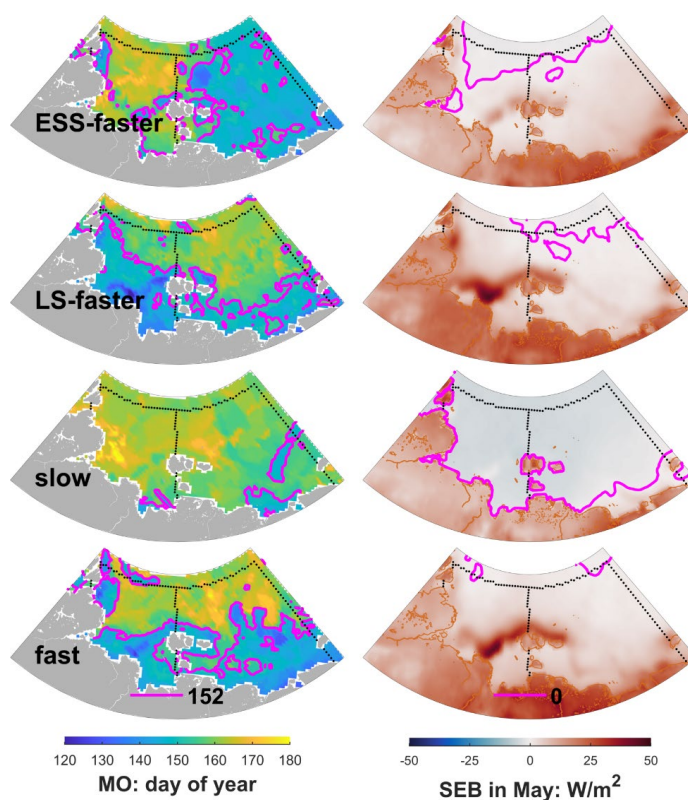 ESS-faster
LS-faster
slow
fast
152
0
120 130 140 150 160 170 180
MO: day of year
-50 -25 0 25 50
SEB in May: W/m²